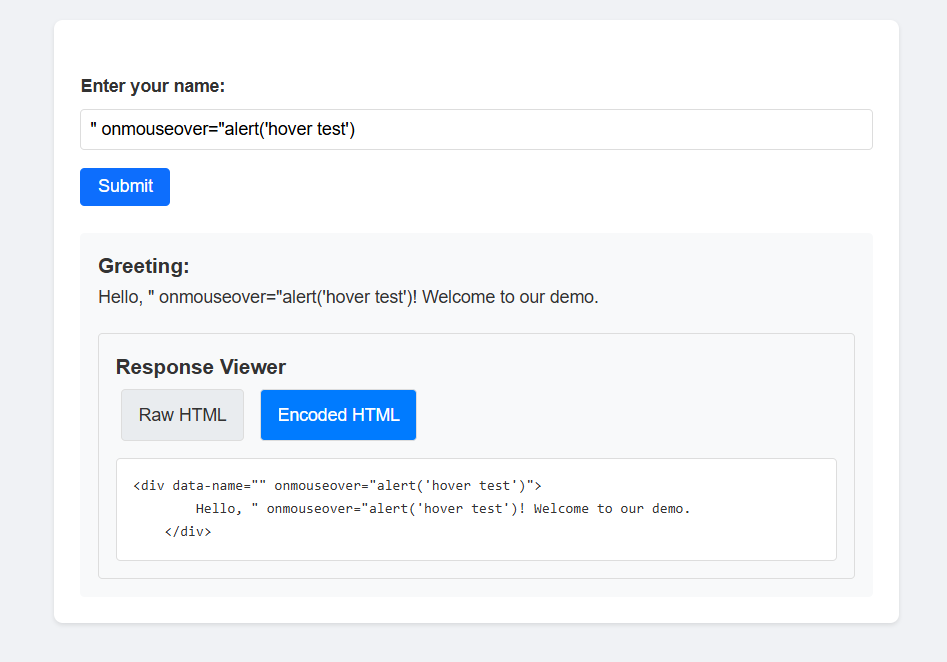 Enter your name:
" onmouseover="alert('hover test')
Submit
Greeting:
Hello, " onmouseover="alert('hover test')! Welcome to our demo.
Response Viewer
Raw HTML
Encoded HTML
<div data-name="" onmouseover="alert('hover test')">
Hello, " onmouseover="alert('hover test')! Welcome to our demo.
</div>